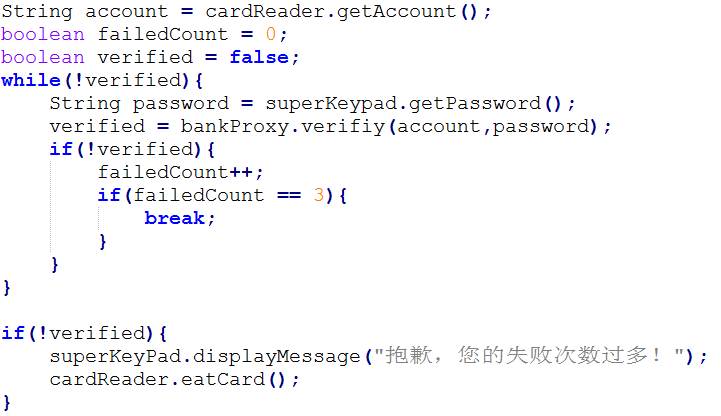 String account = cardReader.getAccount();
boolean failedCount = 0;
boolean verified = false;
while(!verified){
    String password = superKeypad.getPassword();
    verified = bankProxy.verifiy(account,password);
    if(!verified){
        failedCount++;
        if(failedCount == 3){
            break;
        }
    }
}

if(!verified){
    superKeyPad.displayMessage("抱歉，您的失败次数过多！");
    cardReader.eatCard();
}